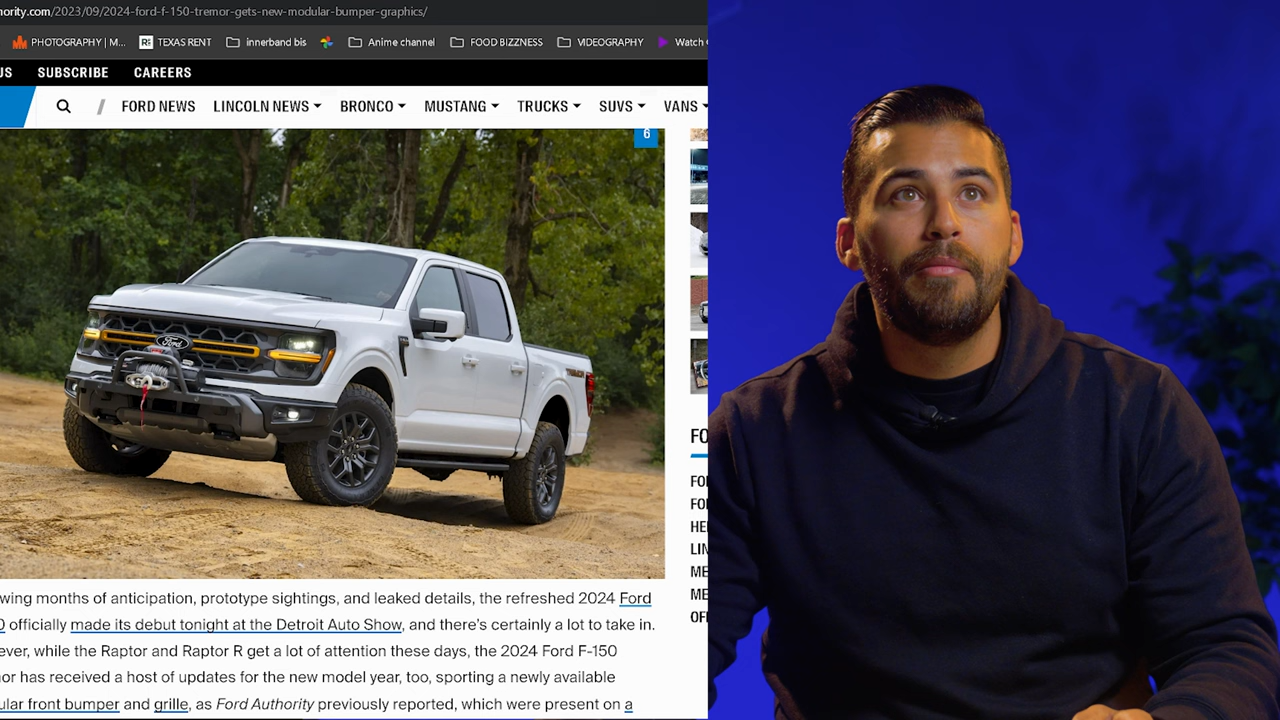 hority.com/2023/09/2024-ford-f-150-tremor-gets-new-modular-bumper-graphics/
PHOTOGRAPHY | M... RE TEXAS RENT innerband bis Anime channel FOOD BIZZNESS VIDEOGRAPHY Watch
US SUBSCRIBE CAREERS
/ FORD NEWS LINCOLN NEWS BRONCO MUSTANG TRUCKS SUVS VANS
6
Ford
TREMOR
FO
wing months of anticipation, prototype sightings, and leaked details, the refreshed 2024 Ford
0 officially made its debut tonight at the Detroit Auto Show, and there's certainly a lot to take in.
ever, while the Raptor and Raptor R get a lot of attention these days, the 2024 Ford F-150
mor has received a host of updates for the new model year, too, sporting a newly available
ular front bumper and grille, as Ford Authority previously reported, which were present on a
FO
FO
HE
LIN
ME
ME
OF